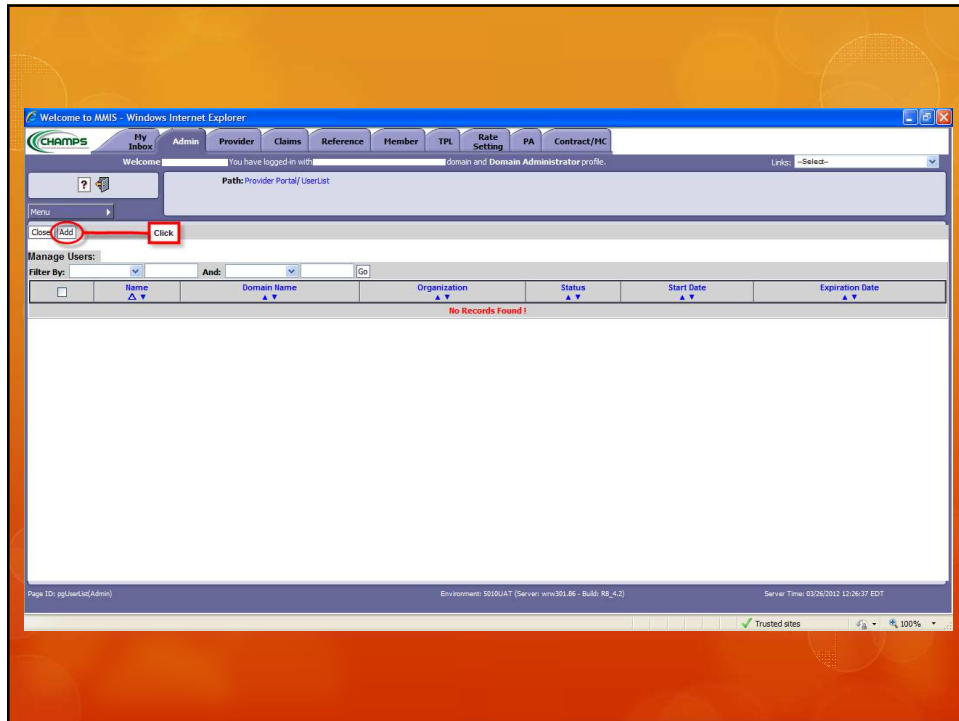 Welcome to MMIS - Windows Internet Explorer
CHAMPS My Inbox Admin Provider Claims Reference Member TPL Rate Setting PA Contract/MC
Welcome You have logged-in with domain and Domain Administrator profile. Links: --Select--
Path: Provider Portal/ UserList
Menu
Close Add Click
Manage Users:
Filter By: And: Go
Name Domain Name Organization Status Start Date Expiration Date
No Records Found !
Page ID: pgUserList(Admin) Environment: 5010UAT (Server: wrw301.86 - Build: R8_4.2) Server Time: 03/26/2012 12:26:37 EDT
Trusted sites 100%